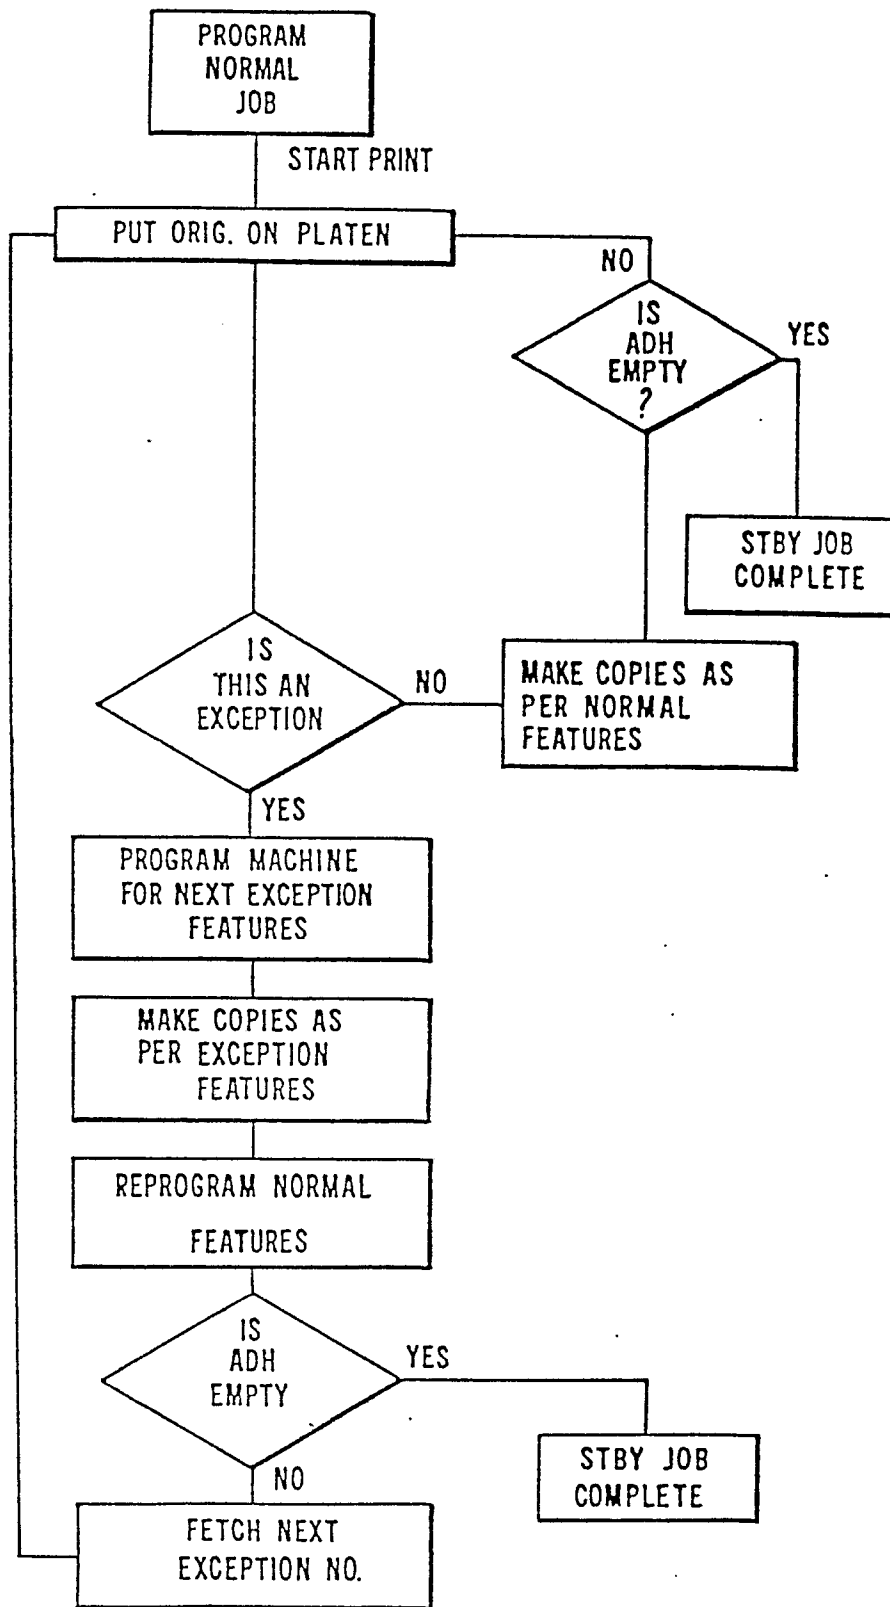 PROGRAM
NORMAL
JOB
START PRINT
PUT ORIG. ON PLATEN
NO
IS
ADH
EMPTY
?
YES
STBY JOB
COMPLETE
IS
THIS AN
EXCEPTION
NO
MAKE COPIES AS
PER NORMAL
FEATURES
YES
PROGRAM MACHINE
FOR NEXT EXCEPTION
FEATURES
MAKE COPIES AS
PER EXCEPTION
FEATURES
REPROGRAM NORMAL
FEATURES
IS
ADH
EMPTY
YES
STBY JOB
COMPLETE
NO
FETCH NEXT
EXCEPTION NO.